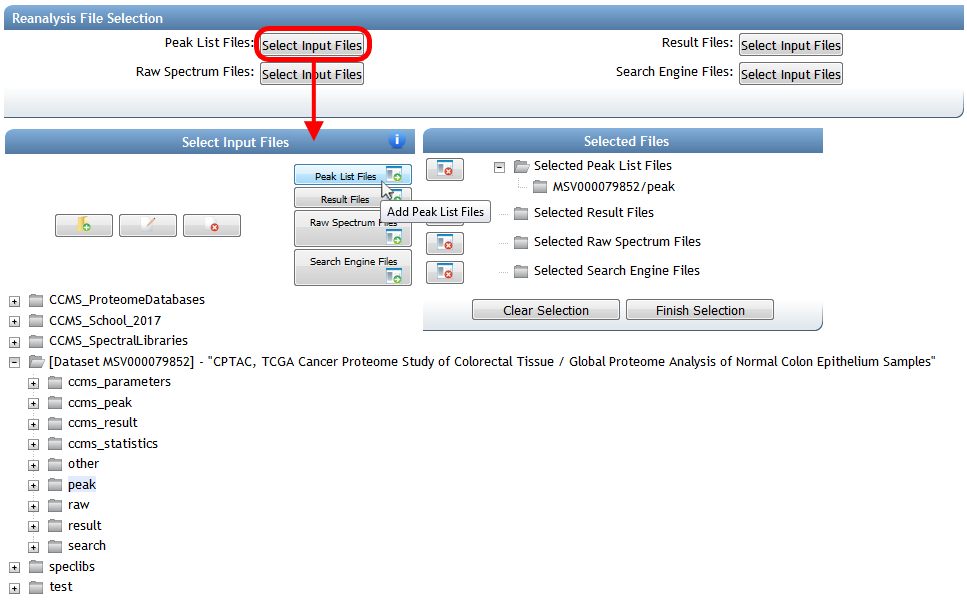 Reanalysis File Selection
Peak List Files: Select Input Files Result Files: Select Input Files
Raw Spectrum Files: Select Input Files Search Engine Files: Select Input Files
Select Input Files
Peak List Files
Result Files
Add Peak List Files
Raw Spectrum
Search Engine Files
Selected Files
Selected Peak List Files
MSV000079852/peak
Selected Result Files
Selected Raw Spectrum Files
Selected Search Engine Files
Clear Selection Finish Selection
CCMS_ProteomeDatabases
CCMS_School_2017
CCMS_SpectralLibraries
[Dataset MSV000079852] - "CPTAC, TCGA Cancer Proteome Study of Colorectal Tissue / Global Proteome Analysis of Normal Colon Epithelium Samples"
ccms_parameters
ccms_peak
ccms_result
ccms_statistics
other
peak
raw
result
search
speclibs
test